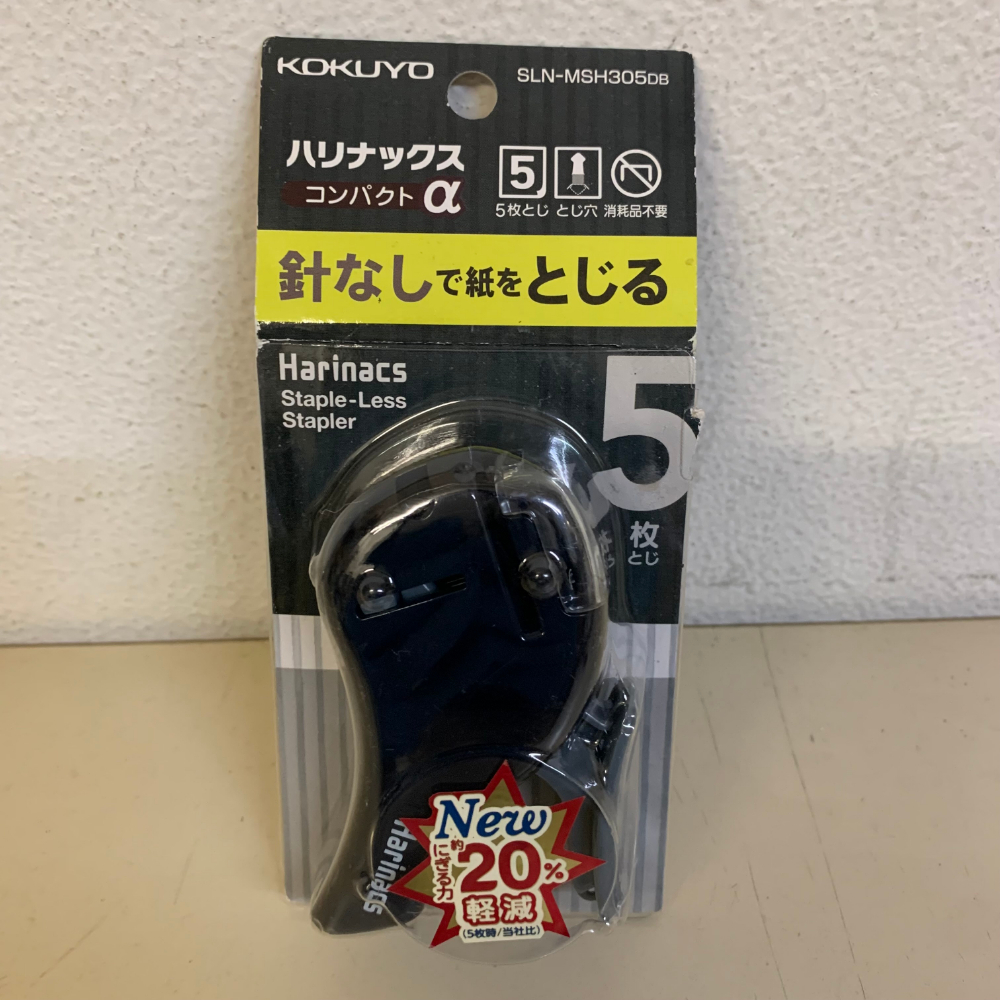 KOKUYO
SLN-MSH305DB
ハリナックス
コンパクト α
5
5枚とじ とじ穴 消耗品不要
針なしで紙をとじる
Harinacs
Staple-Less
Stapler
5
枚
とじ
Harinacs
New
にぎる力
約20%
軽減
(5枚時/当社比)